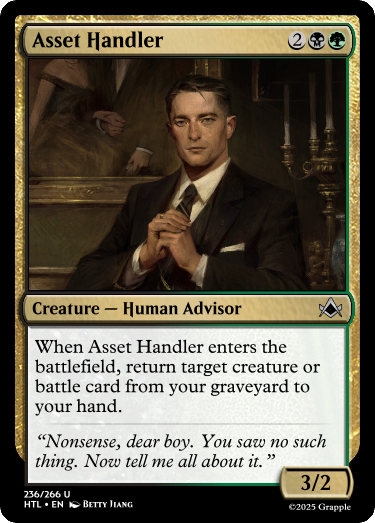 Asset Handler 2
Creature — Human Advisor
When Asset Handler enters the
battlefield, return target creature or
battle card from your graveyard to
your hand.
“Nonsense, dear boy. You saw no such
thing. Now tell me all about it.”
3/2
236/266 U
HTL • EN Betty Jiang
©2025 Grapple